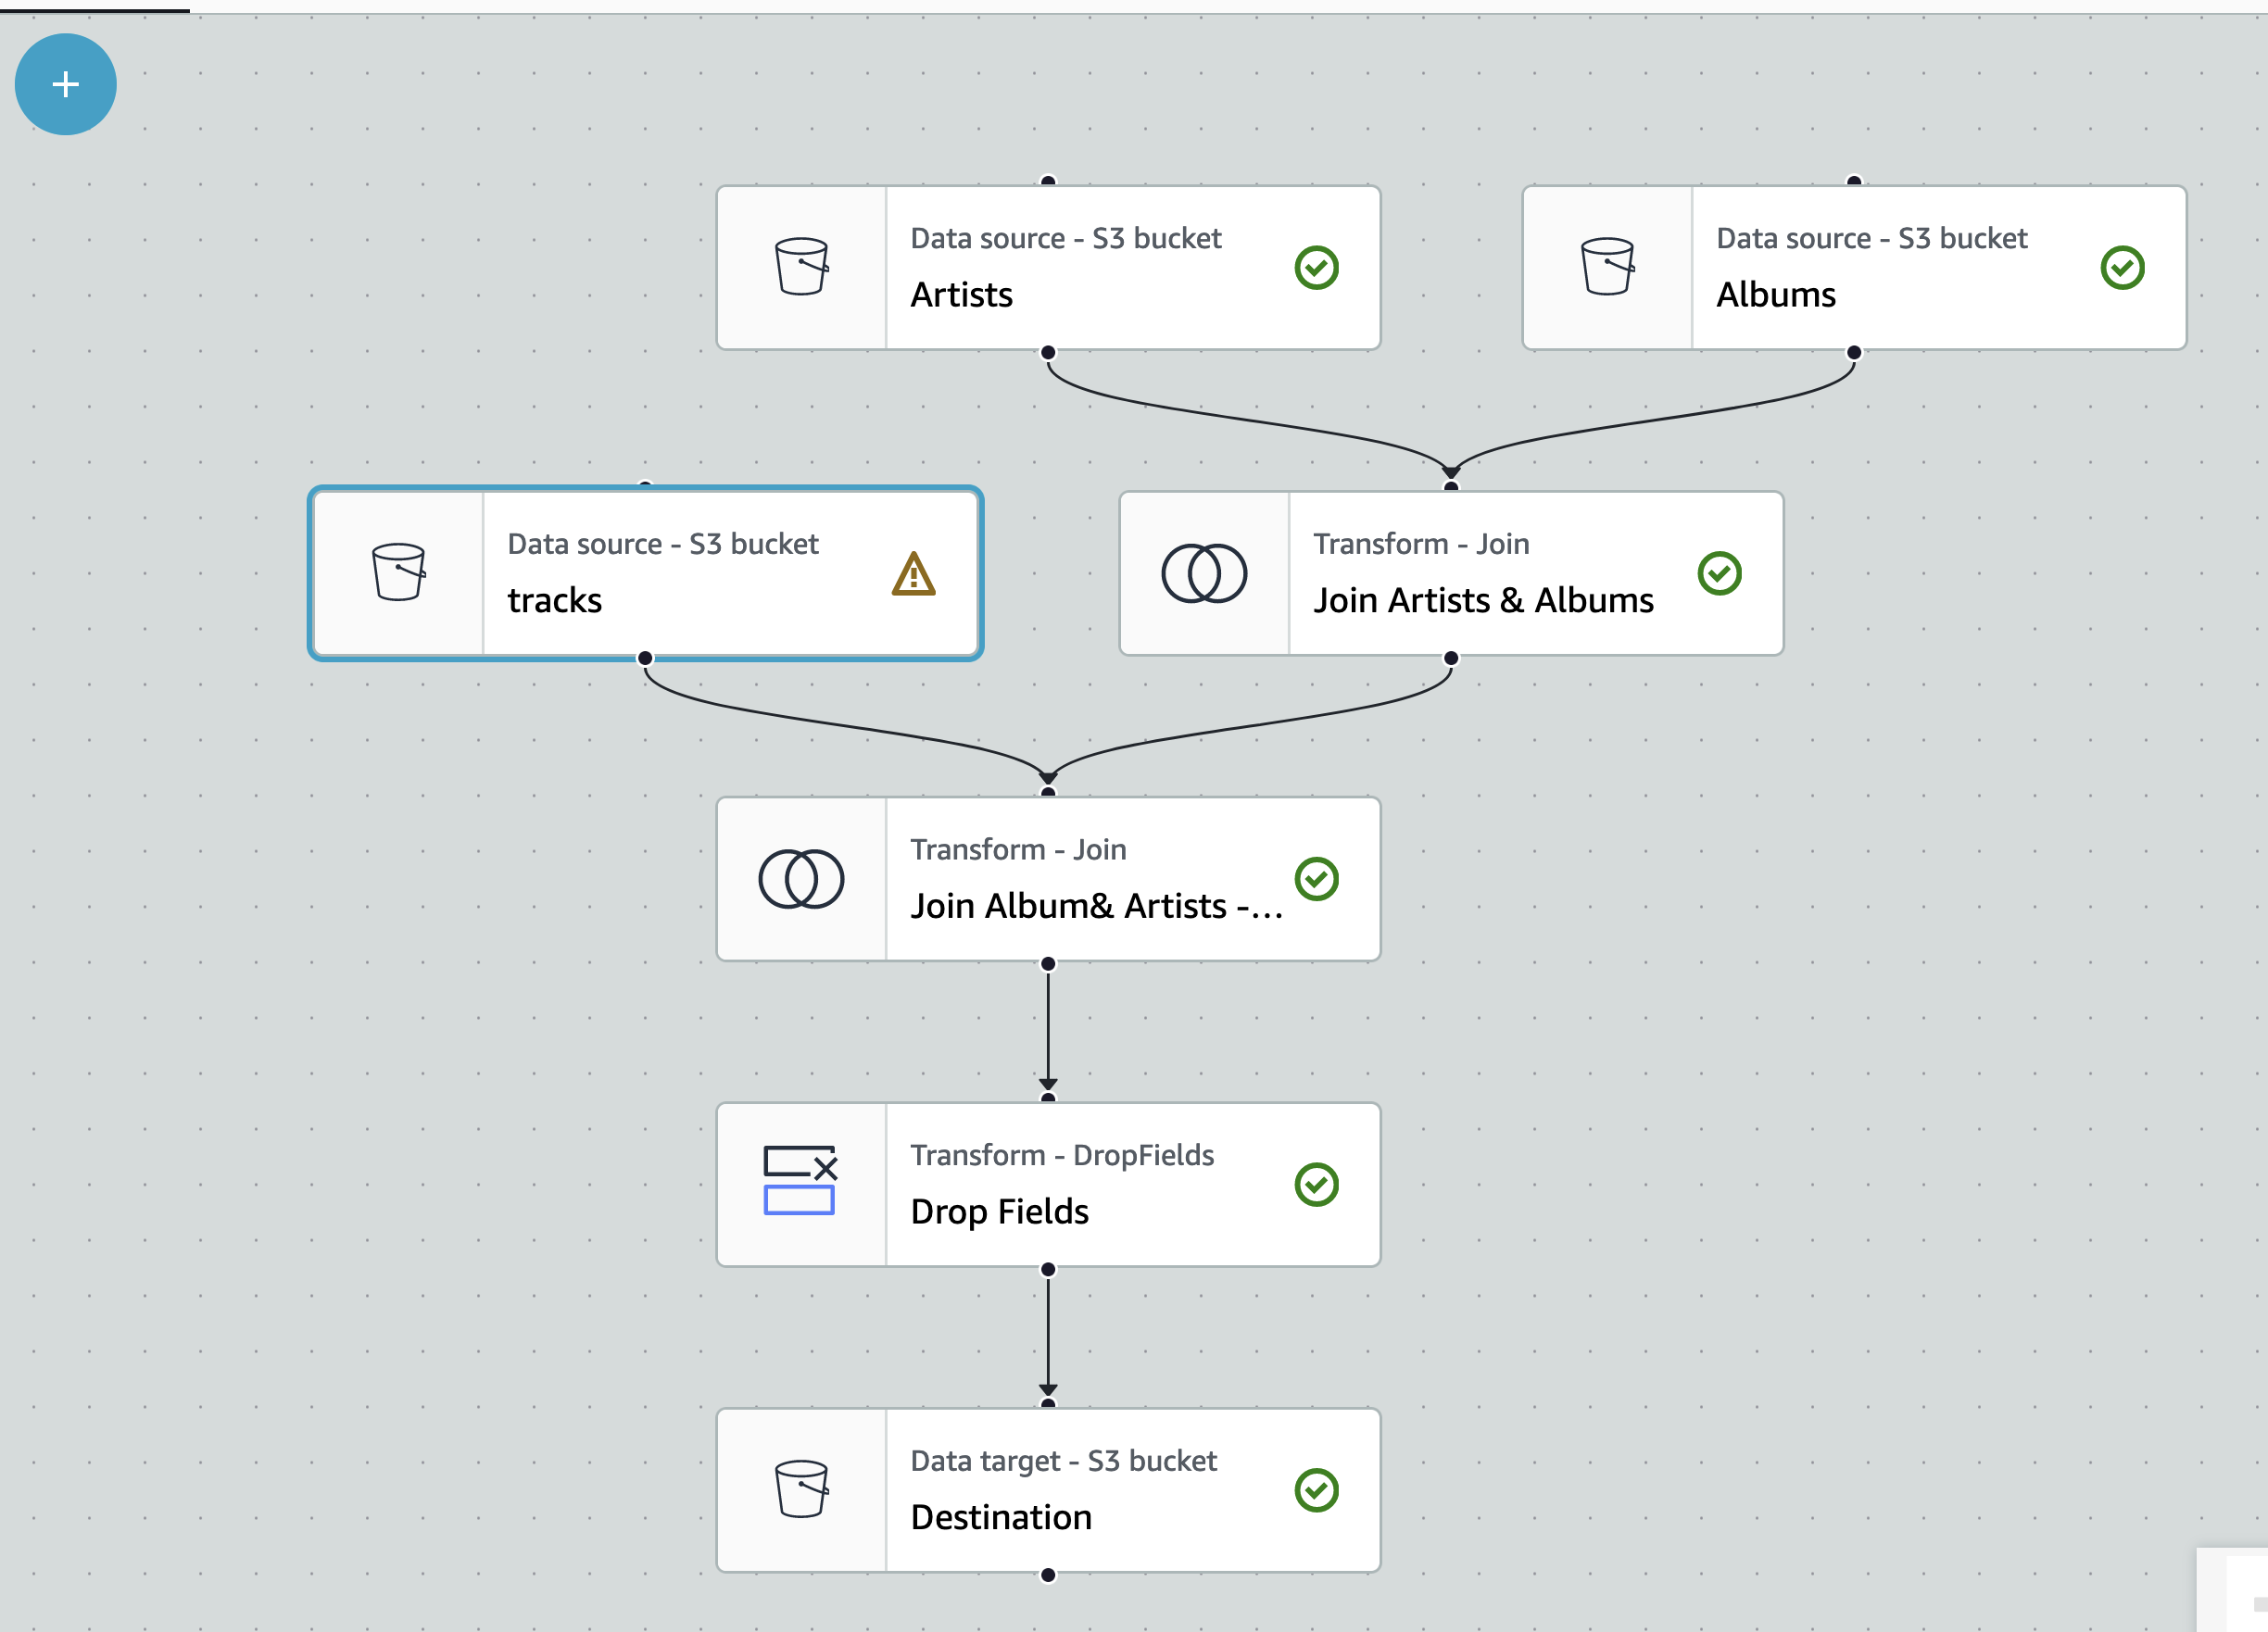 Data source - S3 bucket
Artists
Data source - S3 bucket
Albums
Data source - S3 bucket
tracks
Transform - Join
Join Artists & Albums
Transform - Join
Join Album& Artists -...
Transform - DropFields
Drop Fields
Data target - S3 bucket
Destination